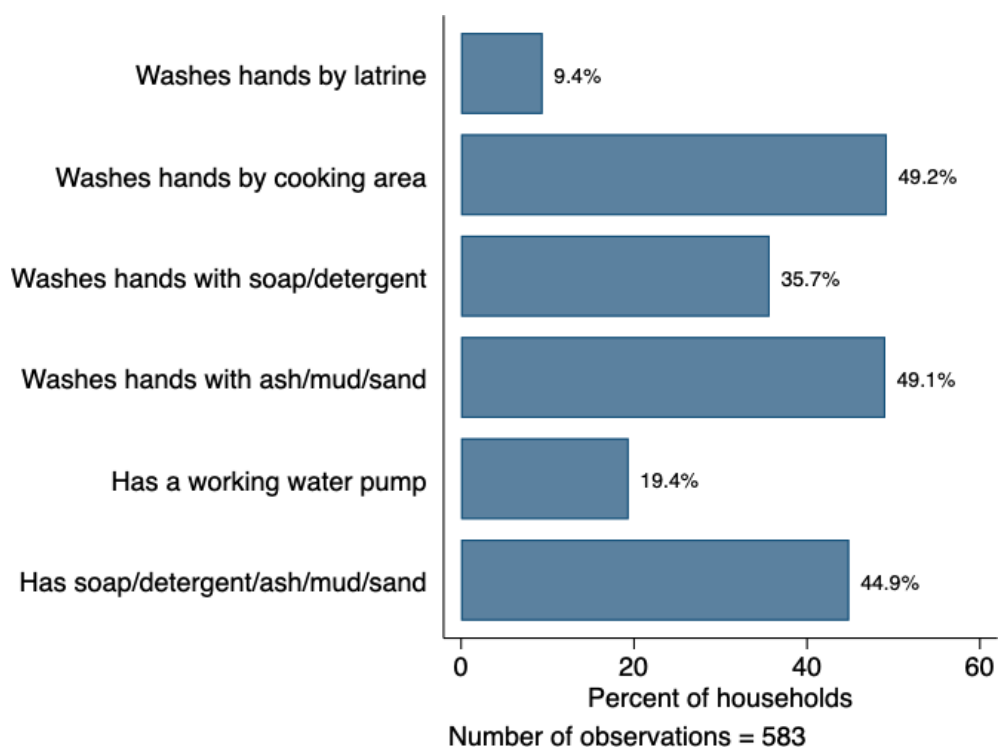 Washes hands by latrine
9.4%
Washes hands by cooking area
49.2%
Washes hands with soap/detergent
35.7%
Washes hands with ash/mud/sand
49.1%
Has a working water pump
19.4%
Has soap/detergent/ash/mud/sand
44.9%
0 20 40 60
Percent of households
Number of observations = 583